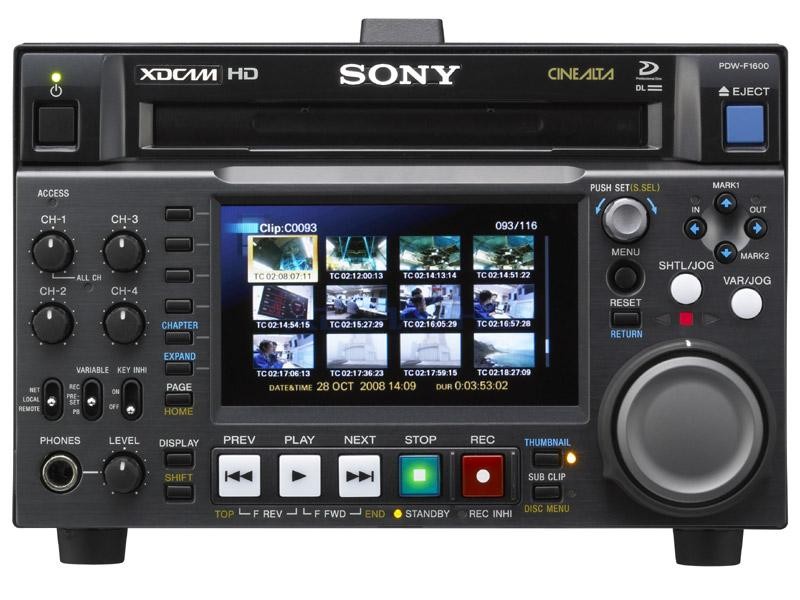 XDCAM HD
SONY
CINEALTA
Professional Disc
DL
PDW-F1600
EJECT
ACCESS
CH-1
CH-3
ALL CH
CH-2
CH-4
VARIABLE
KEY INHI
NET
LOCAL
REMOTE
REC
PRE-
SET
PB
ON
OFF
PHONES
LEVEL
CHAPTER
EXPAND
PAGE
HOME
DISPLAY
SHIFT
Clip:C0093
093/116
TC 02:08:07:11
TC 02:12:00:13
TC 02:14:13:14
TC 02:14:51:22
TC 02:14:54:15
TC 02:15:27:29
TC 02:16:05:29
TC 02:16:57:28
TC 02:17:06:13
TC 02:17:36:23
TC 02:17:59:15
TC 02:18:27:09
DATE&TIME 28 OCT 2008 14:09
DUR 0:03:53:02
PREV
PLAY
NEXT
STOP
REC
TOP
F REV
F FWD
END
STANDBY
REC INHI
THUMBNAIL
SUB CLIP
DISC MENU
PUSH SET(S.SEL)
MENU
RESET
RETURN
MARK1
IN
OUT
MARK2
SHTL/JOG
VAR/JOG